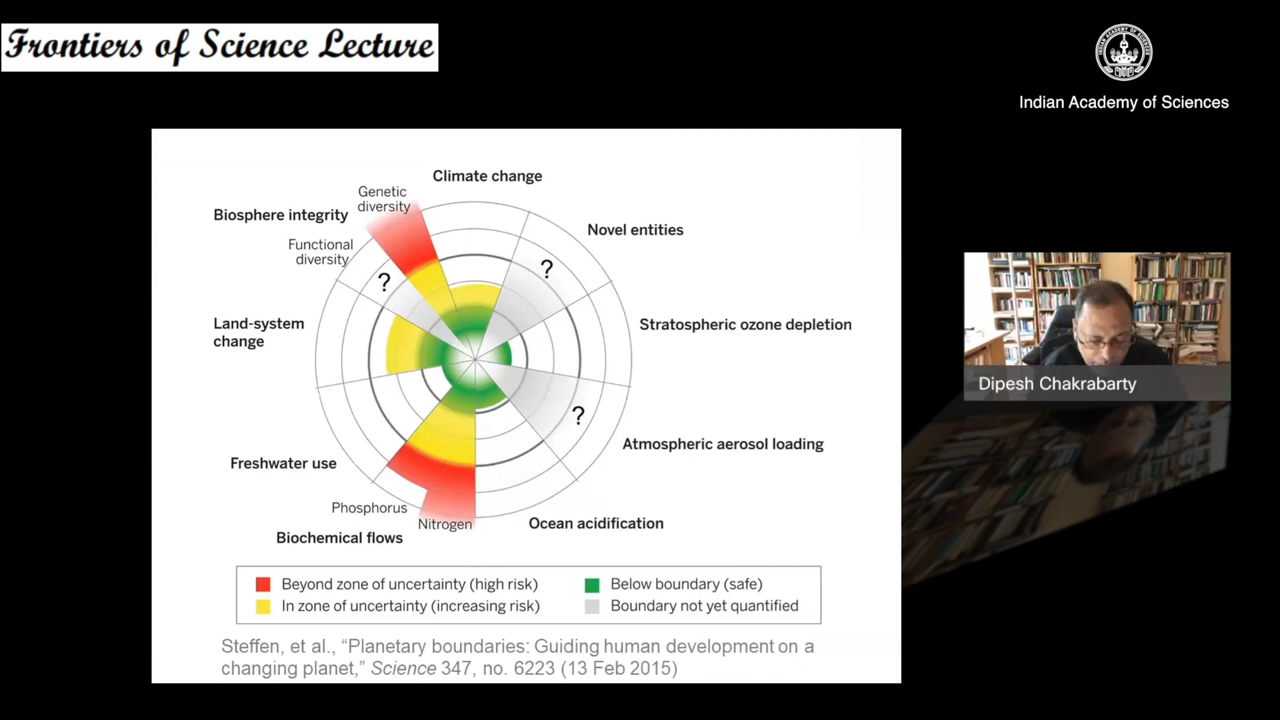 Frontiers of Science Lecture
Indian Academy of Sciences
Climate change
Genetic
diversity
Biosphere integrity
Novel entities
Functional
diversity
?
?
Land-system
change
Stratospheric ozone depletion
Dipesh Chakrabarty
?
Atmospheric aerosol loading
Freshwater use
Phosphorus
Nitrogen
Ocean acidification
Biochemical flows
Beyond zone of uncertainty (high risk)
Below boundary (safe)
In zone of uncertainty (increasing risk)
Boundary not yet quantified
Steffen, et al., “Planetary boundaries: Guiding human development on a
changing planet,” Science 347, no. 6223 (13 Feb 2015)